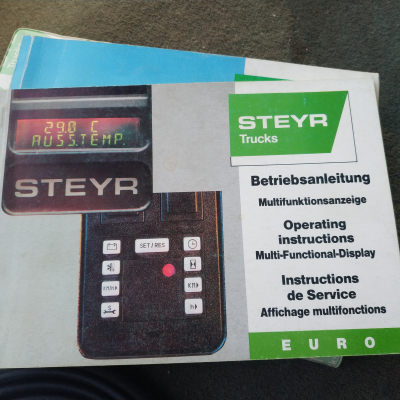 29.0 C
AUSS.TEMP.
STEYR
STEYR
Trucks
Betriebsanleitung
Multifunktionsanzeige
Operating
instructions
Multi-Functional-Display
Instructions
de Service
Affichage multifonctions
EURO
SET/RES
KM